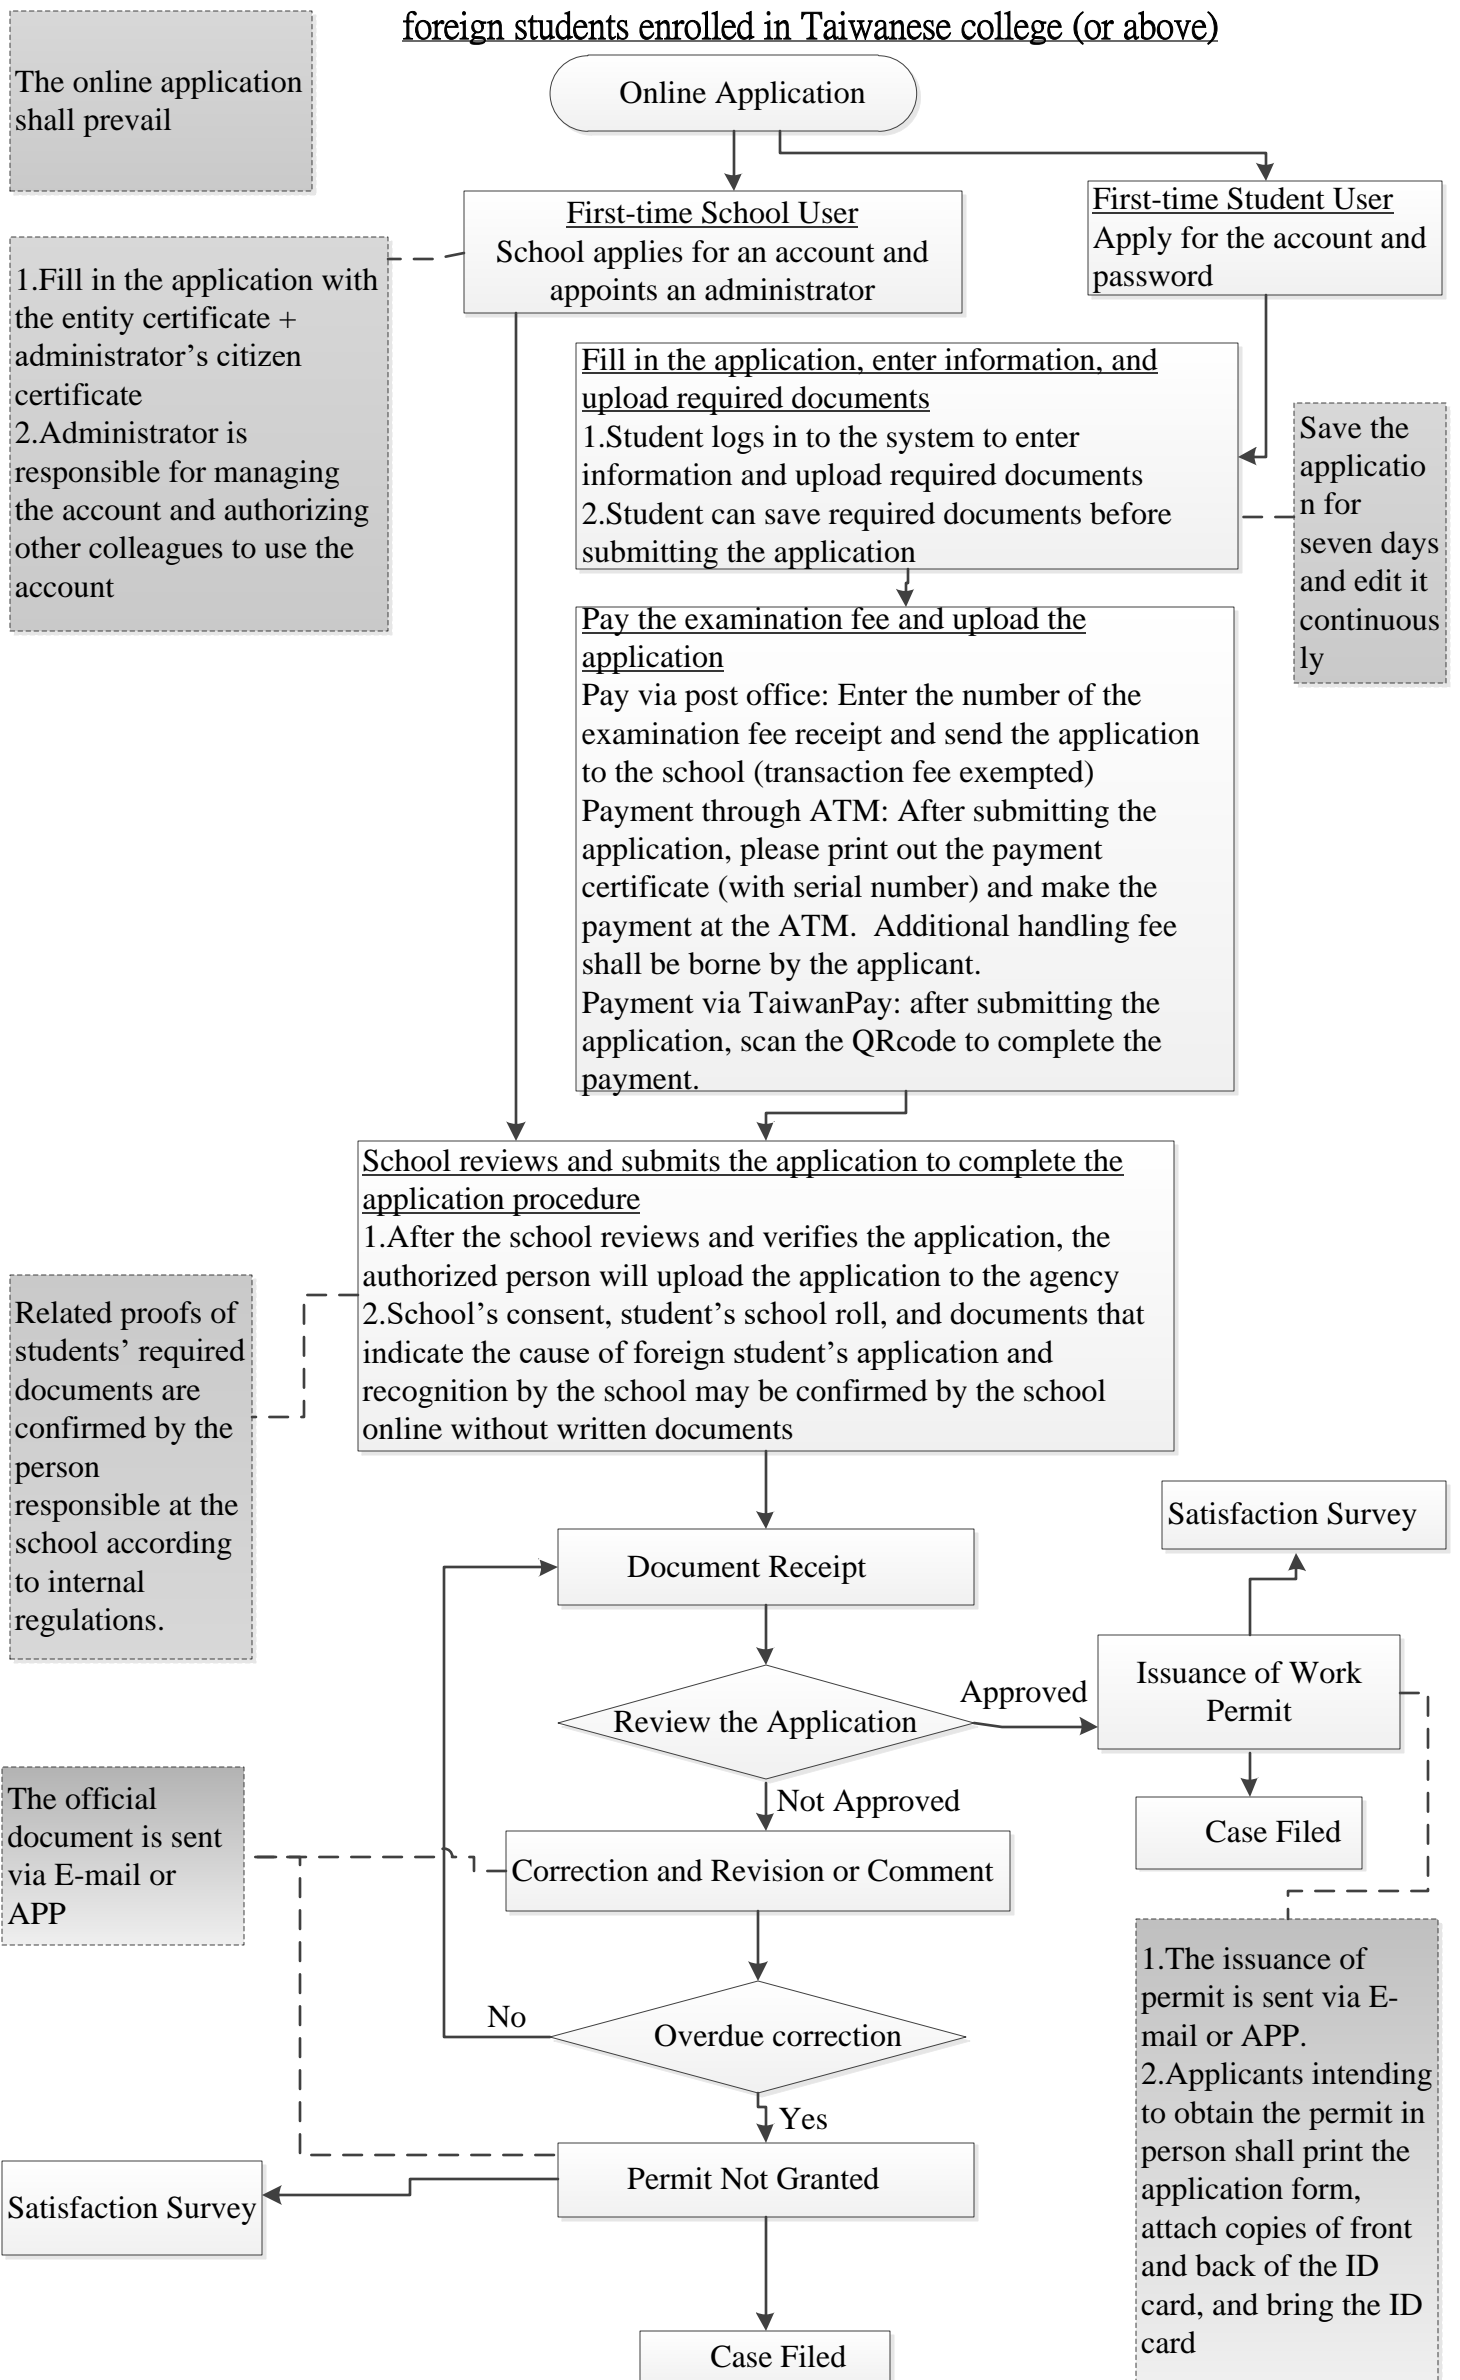 foreign students enrolled in Taiwanese college (or above)
The online application
shall prevail
Online Application
First-time School User
School applies for an account and
appoints an administrator
First-time Student User
Apply for the account and
password
1.Fill in the application with
the entity certificate +
administrator’s citizen
certificate
2.Administrator is
responsible for managing
the account and authorizing
other colleagues to use the
account
Fill in the application, enter information, and
upload required documents
1.Student logs in to the system to enter
information and upload required documents
2.Student can save required documents before
submitting the application
Save the
applicatio
n for
seven days
and edit it
continuous
ly
Pay the examination fee and upload the
application
Pay via post office: Enter the number of the
examination fee receipt and send the application
to the school (transaction fee exempted)
Payment through ATM: After submitting the
application, please print out the payment
certificate (with serial number) and make the
payment at the ATM.  Additional handling fee
shall be borne by the applicant.
Payment via TaiwanPay: after submitting the
application, scan the QRcode to complete the
payment.
School reviews and submits the application to complete the
application procedure
1.After the school reviews and verifies the application, the
authorized person will upload the application to the agency
2.School’s consent, student’s school roll, and documents that
indicate the cause of foreign student’s application and
recognition by the school may be confirmed by the school
online without written documents
Related proofs of
students’ required
documents are
confirmed by the
person
responsible at the
school according
to internal
regulations.
Document Receipt
Satisfaction Survey
Review the Application
Approved
Issuance of Work
Permit
Not Approved
Case Filed
The official
document is sent
via E-mail or
APP
Correction and Revision or Comment
No
Overdue correction
Yes
1.The issuance of
permit is sent via E-
mail or APP.
2.Applicants intending
to obtain the permit in
person shall print the
application form,
attach copies of front
and back of the ID
card, and bring the ID
card
Permit Not Granted
Satisfaction Survey
Case Filed